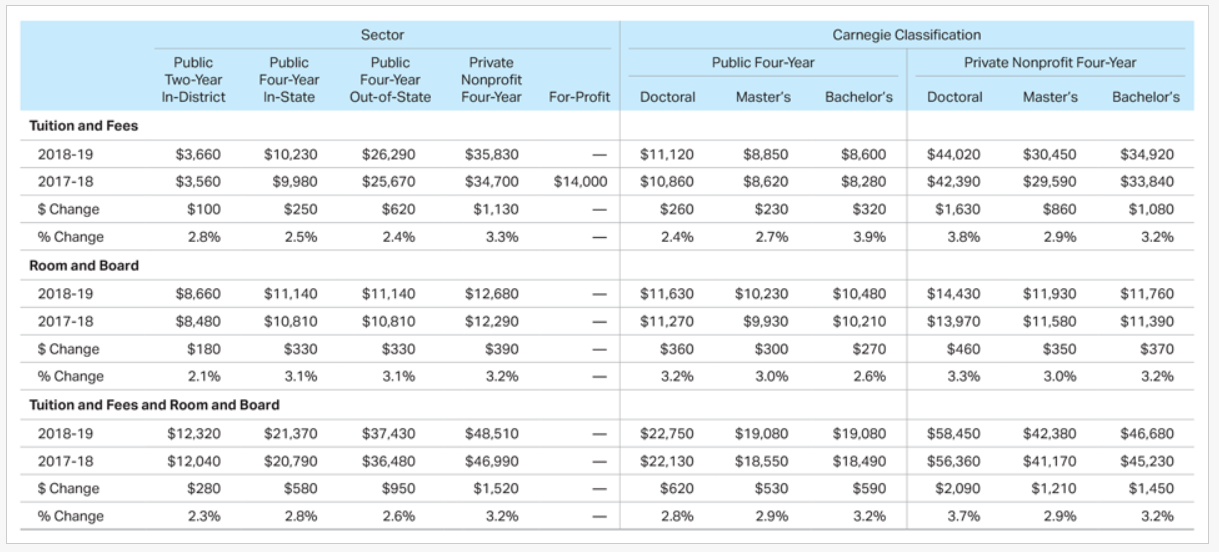 Sector Carnegie Classification
Public Public Public Private Public Four-Year Private Nonprofit Four-Year
Two-Year Four-Year Four-Year Nonprofit
In-District In-State Out-of-State Four-Year For-Profit Doctoral Master's Bachelor's Doctoral Master's Bachelor's
Tuition and Fees
2018-19 $3,660 $10,230 $26,290 $35,830 — $11,120 $8,850 $8,600 $44,020 $30,450 $34,920
2017-18 $3,560 $9,980 $25,670 $34,700 $14,000 $10,860 $8,620 $8,280 $42,390 $29,590 $33,840
$ Change $100 $250 $620 $1,130 — $260 $230 $320 $1,630 $860 $1,080
% Change 2.8% 2.5% 2.4% 3.3% — 2.4% 2.7% 3.9% 3.8% 2.9% 3.2%
Room and Board
2018-19 $8,660 $11,140 $11,140 $12,680 — $11,630 $10,230 $10,480 $14,430 $11,930 $11,760
2017-18 $8,480 $10,810 $10,810 $12,290 — $11,270 $9,930 $10,210 $13,970 $11,580 $11,390
$ Change $180 $330 $330 $390 — $360 $300 $270 $460 $350 $370
% Change 2.1% 3.1% 3.1% 3.2% — 3.2% 3.0% 2.6% 3.3% 3.0% 3.2%
Tuition and Fees and Room and Board
2018-19 $12,320 $21,370 $37,430 $48,510 — $22,750 $19,080 $19,080 $58,450 $42,380 $46,680
2017-18 $12,040 $20,790 $36,480 $46,990 — $22,130 $18,550 $18,490 $56,360 $41,170 $45,230
$ Change $280 $580 $950 $1,520 — $620 $530 $590 $2,090 $1,210 $1,450
% Change 2.3% 2.8% 2.6% 3.2% — 2.8% 2.9% 3.2% 3.7% 2.9% 3.2%